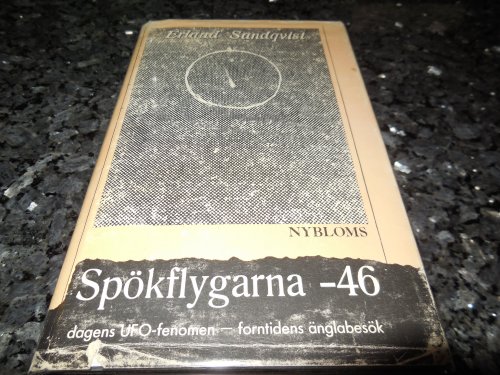 Erland Sandqvist
NYBLOMS
Spökflygarna -46
dagens UFO-fenomen — forntidens änglabesök